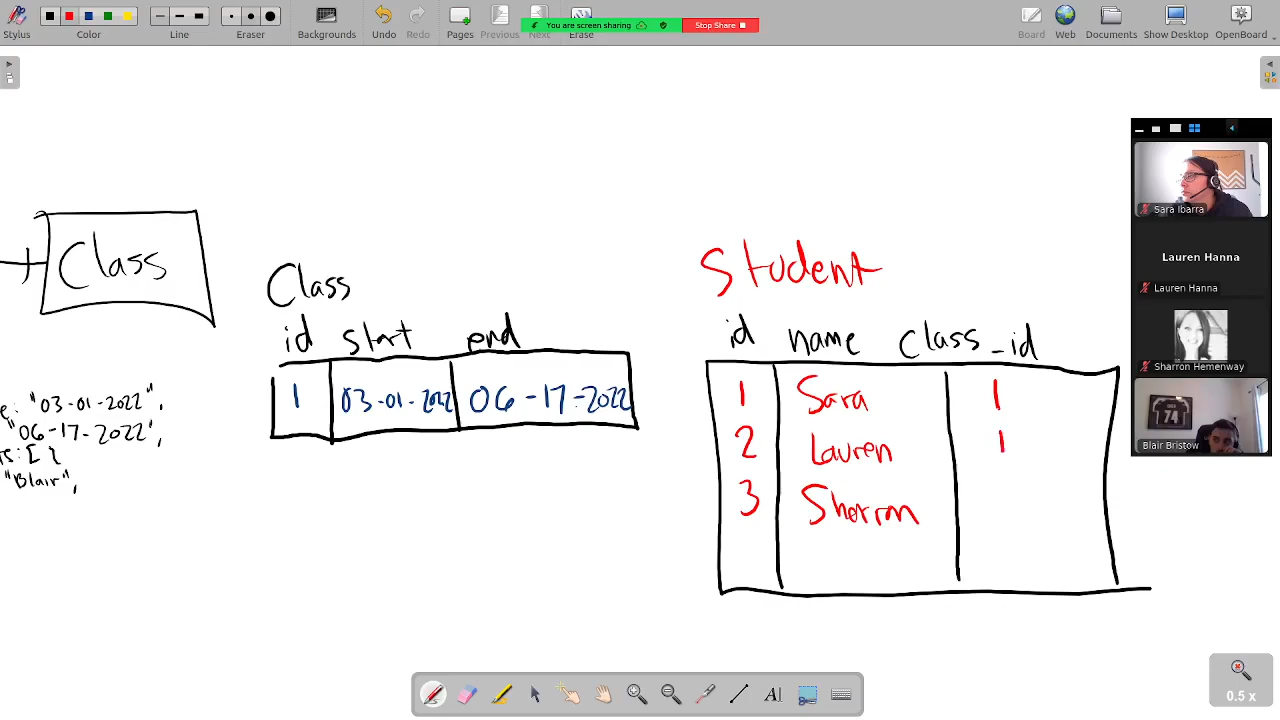 Stylus
Color
Line
Eraser
Backgrounds
Undo
Redo
Pages
Previous
Next
Erase
You are screen sharing
Stop Share
Board
Web
Documents
Show Desktop
OpenBoard
Class
Class
id start end
1 03-01-2022 06-17-2022
e: "03-01-2022",
"06-17-2022",
ts: [ {
"Blair",
Student
id name class_id
1 Sara 1
2 Lauren 1
3 Sharron
Sara Ibarra
Lauren Hanna
Lauren Hanna
Sharron Hemenway
74
Blair Bristow
0.5 x